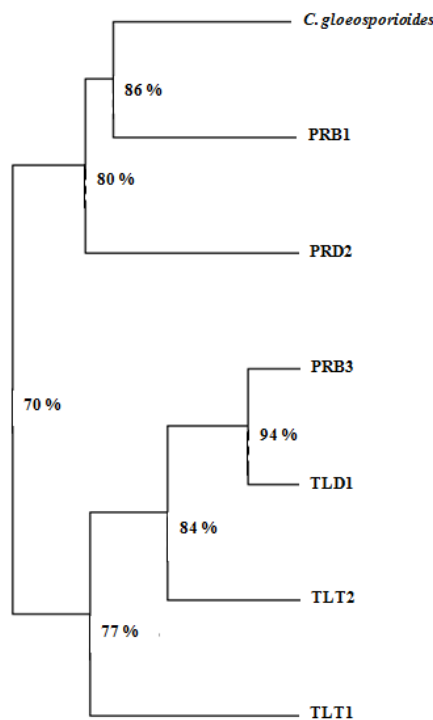 C. gloeosporioides
86 %
PRB1
80 %
PRD2
PRB3
70 %
94 %
TLD1
84 %
TLT2
77 %
TLT1